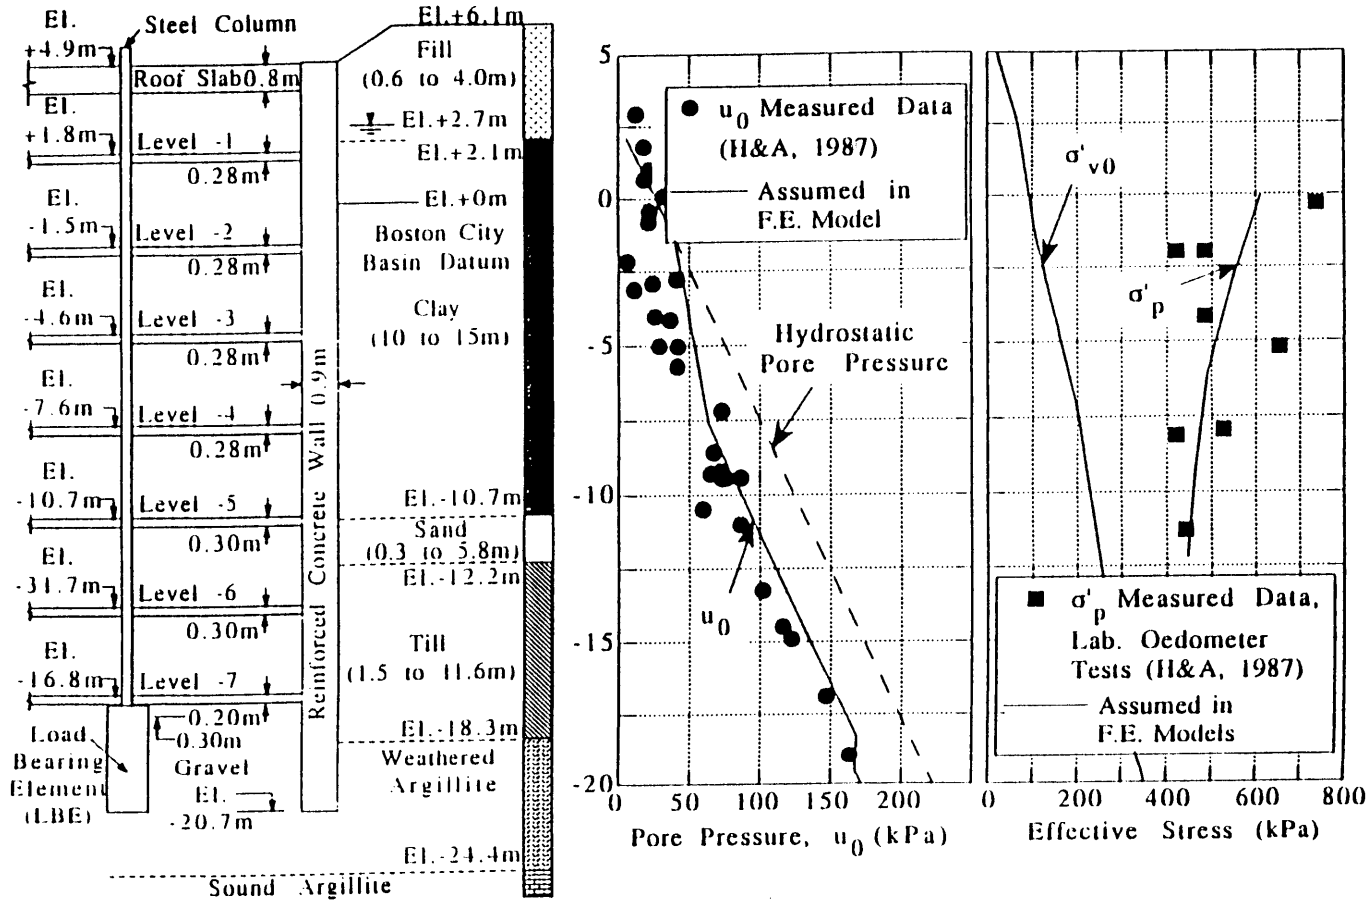 El.
+4.9m
Steel Column
Roof Slab 0.8m
El.
+1.8m
Level -1
0.28m
El.
-1.5m
Level -2
0.28m
El.
-4.6m
Level -3
0.28m
El.
-7.6m
Level -4
0.28m
El.
-10.7m
Level -5
0.30m
El.
-31.7m
Level -6
0.30m
El.
-16.8m
Level -7
0.20m
0.30m
Gravel
Load
Bearing
Element
(LBE)
El.
-20.7m
Reinforced Concrete Wall 0.9m
El.+6.1m
Fill
(0.6 to 4.0m)
El.+2.7m
El.+2.1m
El.+0m
Boston City
Basin Datum
Clay
(10 to 15m)
El.-10.7m
Sand
(0.3 to 5.8m)
El.-12.2m
Till
(1.5 to 11.6m)
El.-18.3m
Weathered
Argillite
El.-24.4m
Sound Argillite
5
0
-5
-10
-15
-20
u0 Measured Data
(H&A, 1987)
Assumed in
F.E. Model
Hydrostatic
Pore Pressure
u0
0 50 100 150 200
Pore Pressure, u0 (kPa)
σ'v0
σ'p
σ'p Measured Data,
Lab. Oedometer
Tests (H&A, 1987)
Assumed in
F.E. Models
0 200 400 600 800
Effective Stress (kPa)